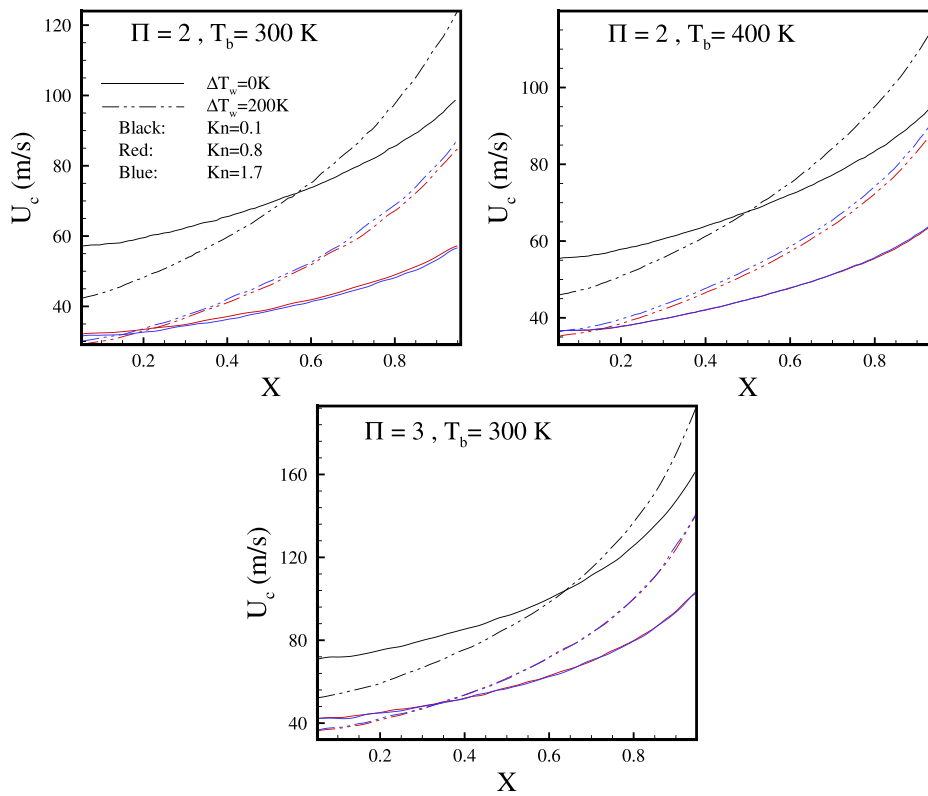 Π = 2 , T_b= 300 K
ΔT_w=0K
ΔT_w=200K
Black: Kn=0.1
Red: Kn=0.8
Blue: Kn=1.7
U_c (m/s)
120
100
80
60
40
0.2 0.4 0.6 0.8
X
Π = 2 , T_b= 400 K
U_c (m/s)
100
80
60
40
0.2 0.4 0.6 0.8
X
Π = 3 , T_b= 300 K
U_c (m/s)
160
120
80
40
0.2 0.4 0.6 0.8
X